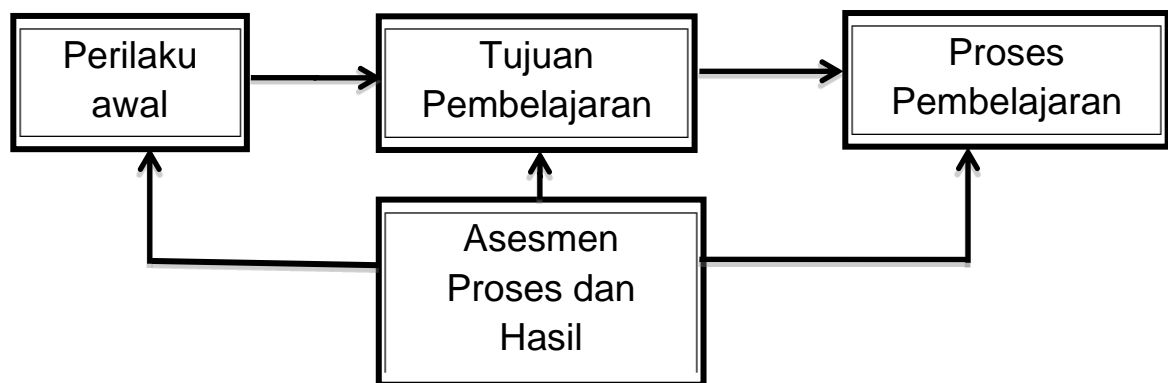 Perilaku
awal
Tujuan
Pembelajaran
Proses
Pembelajaran
Asesmen
Proses dan
Hasil